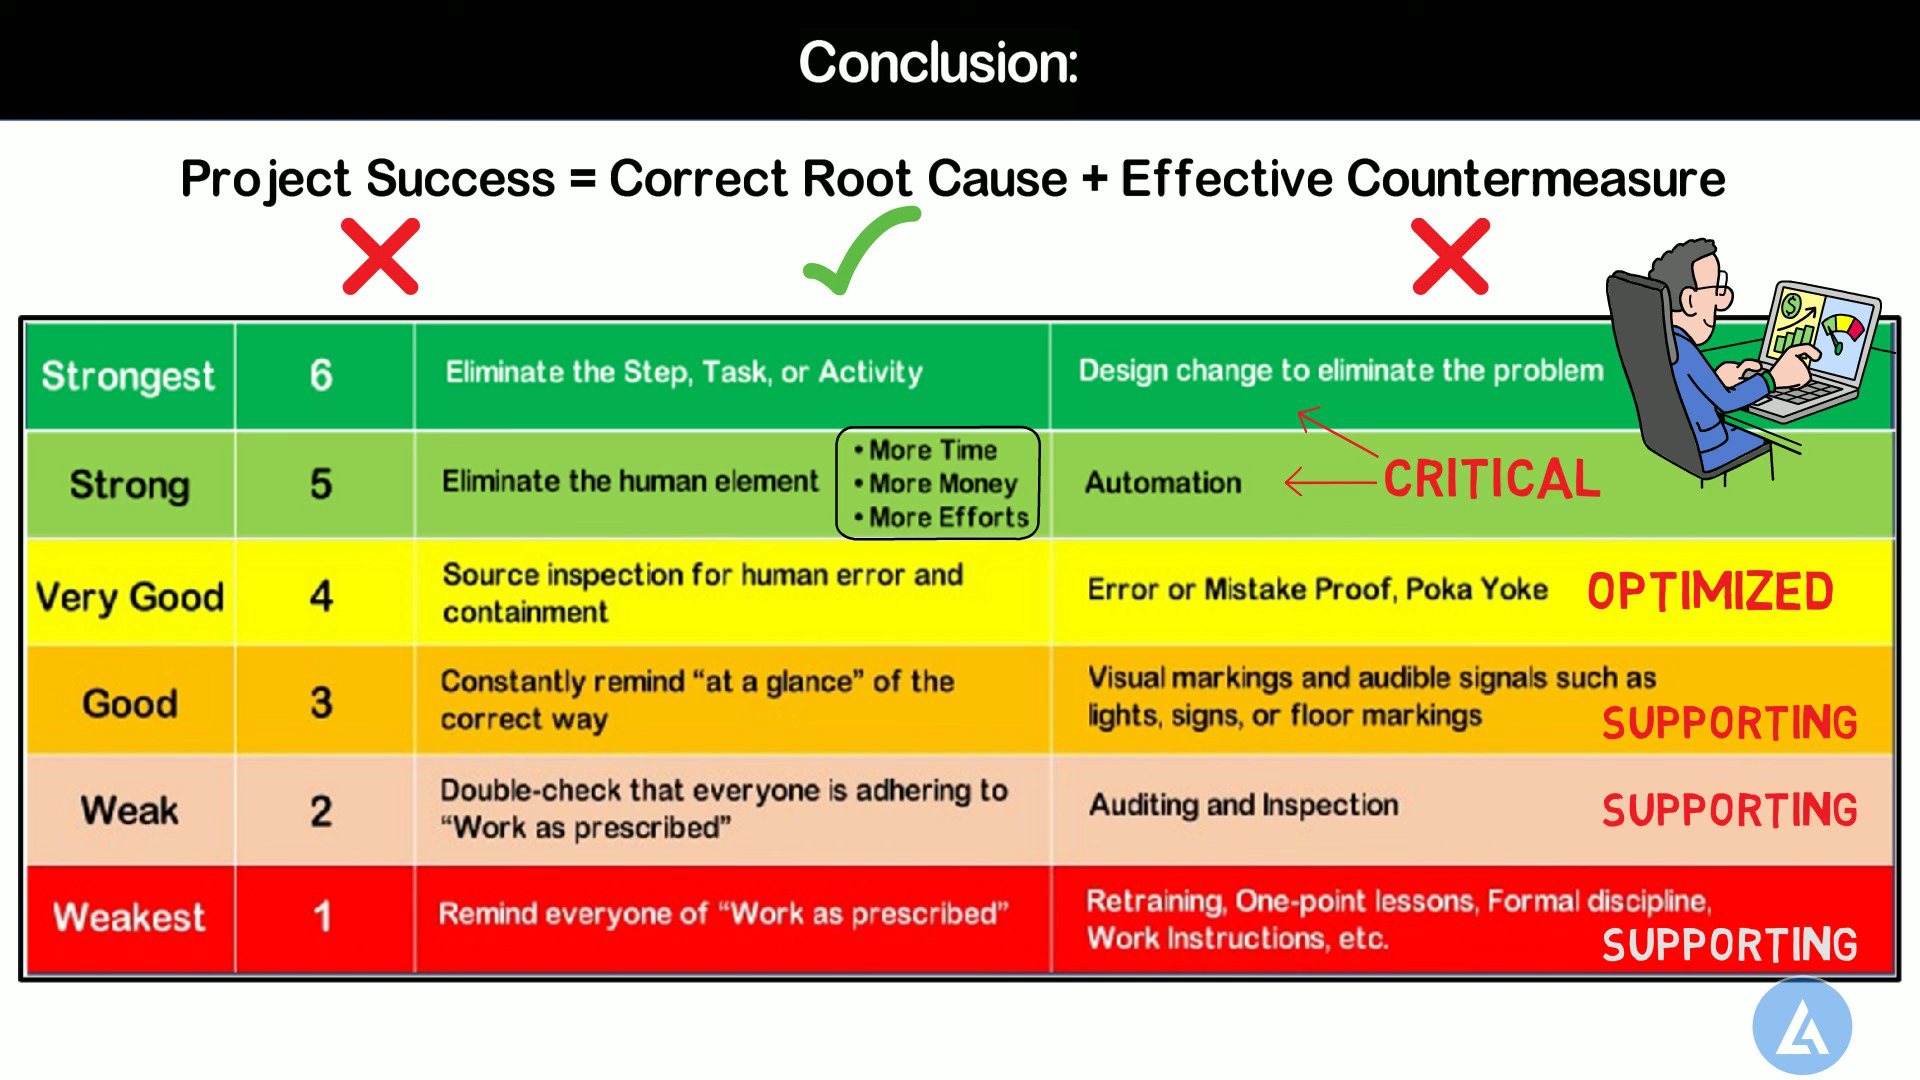 Conclusion:
Project Success = Correct Root Cause + Effective Countermeasure
Strongest
6
Eliminate the Step, Task, or Activity
Design change to eliminate the problem
Strong
5
Eliminate the human element
• More Time
• More Money
• More Efforts
Automation
CRITICAL
Very Good
4
Source inspection for human error and
containment
Error or Mistake Proof, Poka Yoke
OPTIMIZED
Good
3
Constantly remind “at a glance” of the
correct way
Visual markings and audible signals such as
lights, signs, or floor markings
SUPPORTING
Weak
2
Double-check that everyone is adhering to
“Work as prescribed”
Auditing and Inspection
SUPPORTING
Weakest
1
Remind everyone of “Work as prescribed”
Retraining, One-point lessons, Formal discipline,
Work Instructions, etc.
SUPPORTING